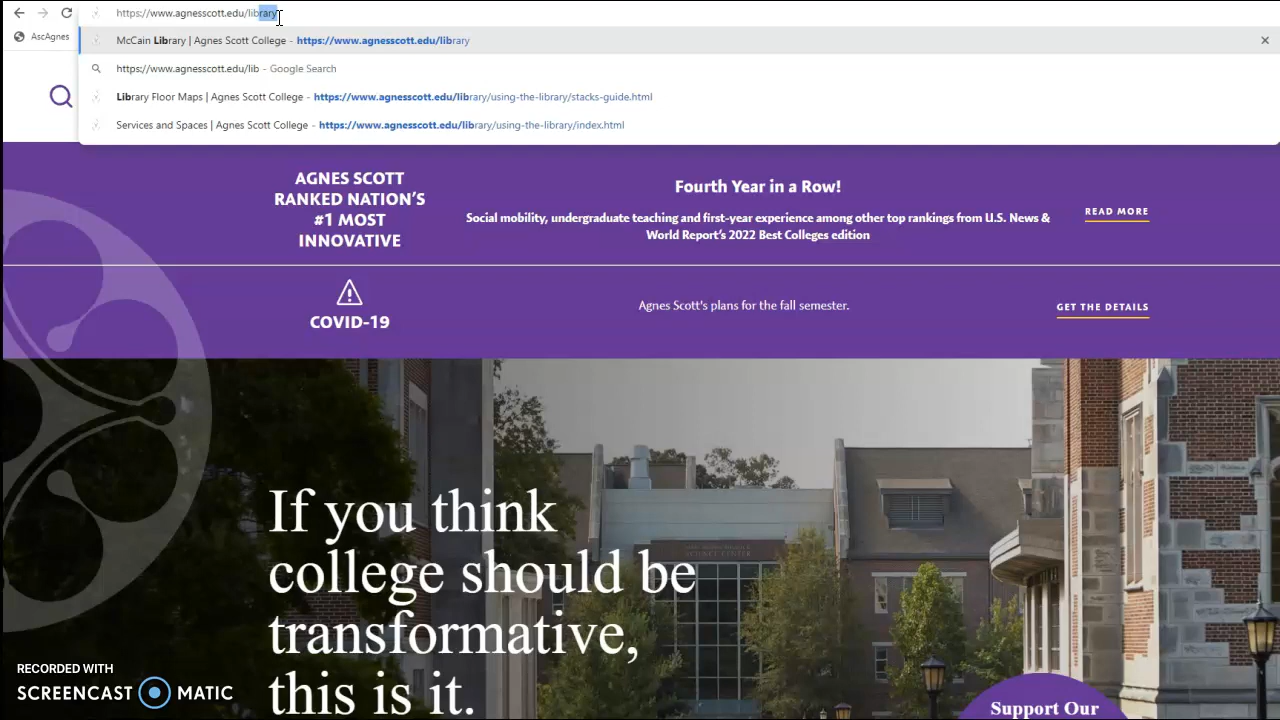 https://www.agnesscott.edu/library
AscAgnes
McCain Library | Agnes Scott College - https://www.agnesscott.edu/library
https://www.agnesscott.edu/lib - Google Search
Library Floor Maps | Agnes Scott College - https://www.agnesscott.edu/library/using-the-library/stacks-guide.html
Services and Spaces | Agnes Scott College - https://www.agnesscott.edu/library/using-the-library/index.html
AGNES SCOTT
RANKED NATION'S
#1 MOST
INNOVATIVE
Fourth Year in a Row!
Social mobility, undergraduate teaching and first-year experience among other top rankings from U.S. News &
World Report's 2022 Best Colleges edition
READ MORE
COVID-19
Agnes Scott's plans for the fall semester.
GET THE DETAILS
If you think
college should be
transformative,
this is it.
RECORDED WITH
SCREENCAST MATIC
Support Our